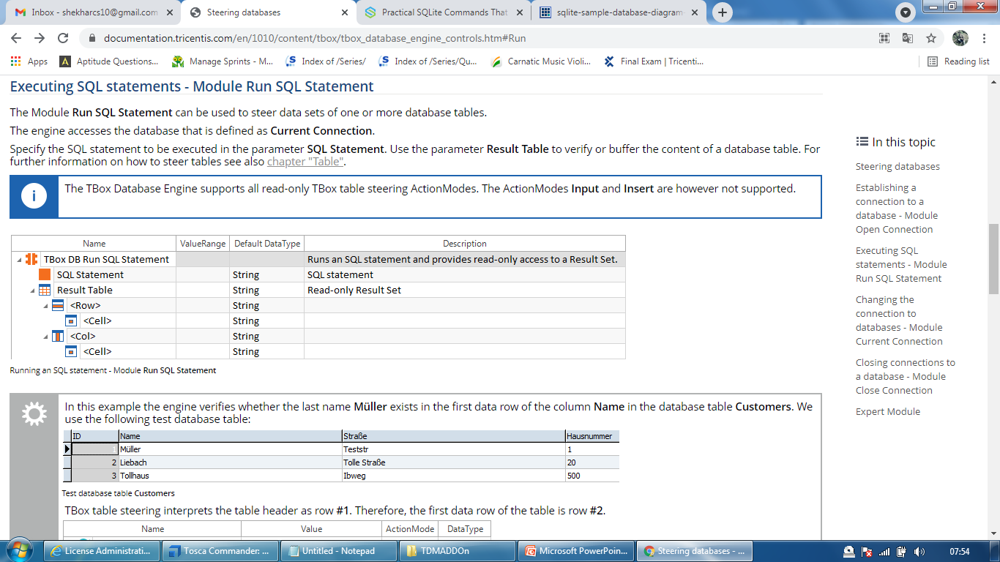 Inbox - shekharcs10@gmail.com
Steering databases
Practical SQLite Commands That
sqlite-sample-database-diagram
documentation.tricentis.com/en/1010/content/tbox/tbox_database_engine_controls.htm#Run
Apps
Aptitude Questions...
Manage Sprints - M...
Index of /Series/
Index of /Series/Qu...
Carnatic Music Violi...
Final Exam | Tricenti...
Reading list
Executing SQL statements - Module Run SQL Statement
The Module Run SQL Statement can be used to steer data sets of one or more database tables.
The engine accesses the database that is defined as Current Connection.
Specify the SQL statement to be executed in the parameter SQL Statement. Use the parameter Result Table to verify or buffer the content of a database table. For
further information on how to steer tables see also chapter "Table".
i
The TBox Database Engine supports all read-only TBox table steering ActionModes. The ActionModes Input and Insert are however not supported.
Name ValueRange Default DataType Description
TBox DB Run SQL Statement Runs an SQL statement and provides read-only access to a Result Set.
SQL Statement String SQL statement
Result Table String Read-only Result Set
<Row> String
<Cell> String
<Col> String
<Cell> String
Running an SQL statement - Module Run SQL Statement
In this example the engine verifies whether the last name Müller exists in the first data row of the column Name in the database table Customers. We
use the following test database table:
ID Name Straße Hausnummer
Müller Teststr 1
2 Liebach Tolle Straße 20
3 Tollhaus Ibweg 500
Test database table Customers
TBox table steering interprets the table header as row #1. Therefore, the first data row of the table is row #2.
Name Value ActionMode DataType
In this topic
Steering databases
Establishing a
connection to a
database - Module
Open Connection
Executing SQL
statements - Module
Run SQL Statement
Changing the
connection to
databases - Module
Current Connection
Closing connections to
a database - Module
Close Connection
Expert Module
License Administrati...
Tosca Commander: ...
Untitled - Notepad
TDMADDOn
Microsoft PowerPoin...
Steering databases - ...
07:54